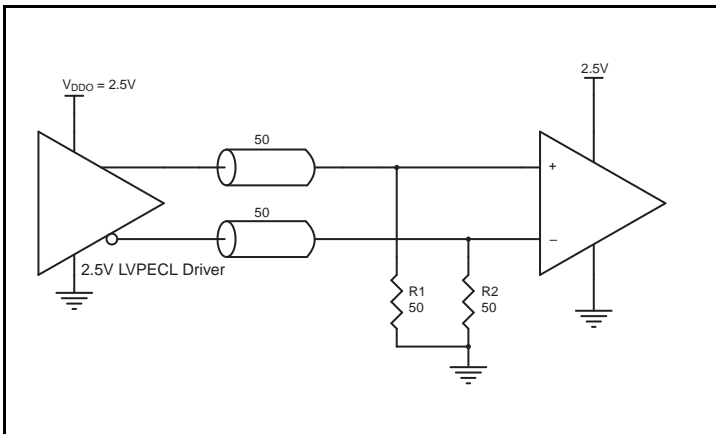 V_DDO = 2.5V
2.5V
50
+
50
–
2.5V LVPECL Driver
R1
50
R2
50